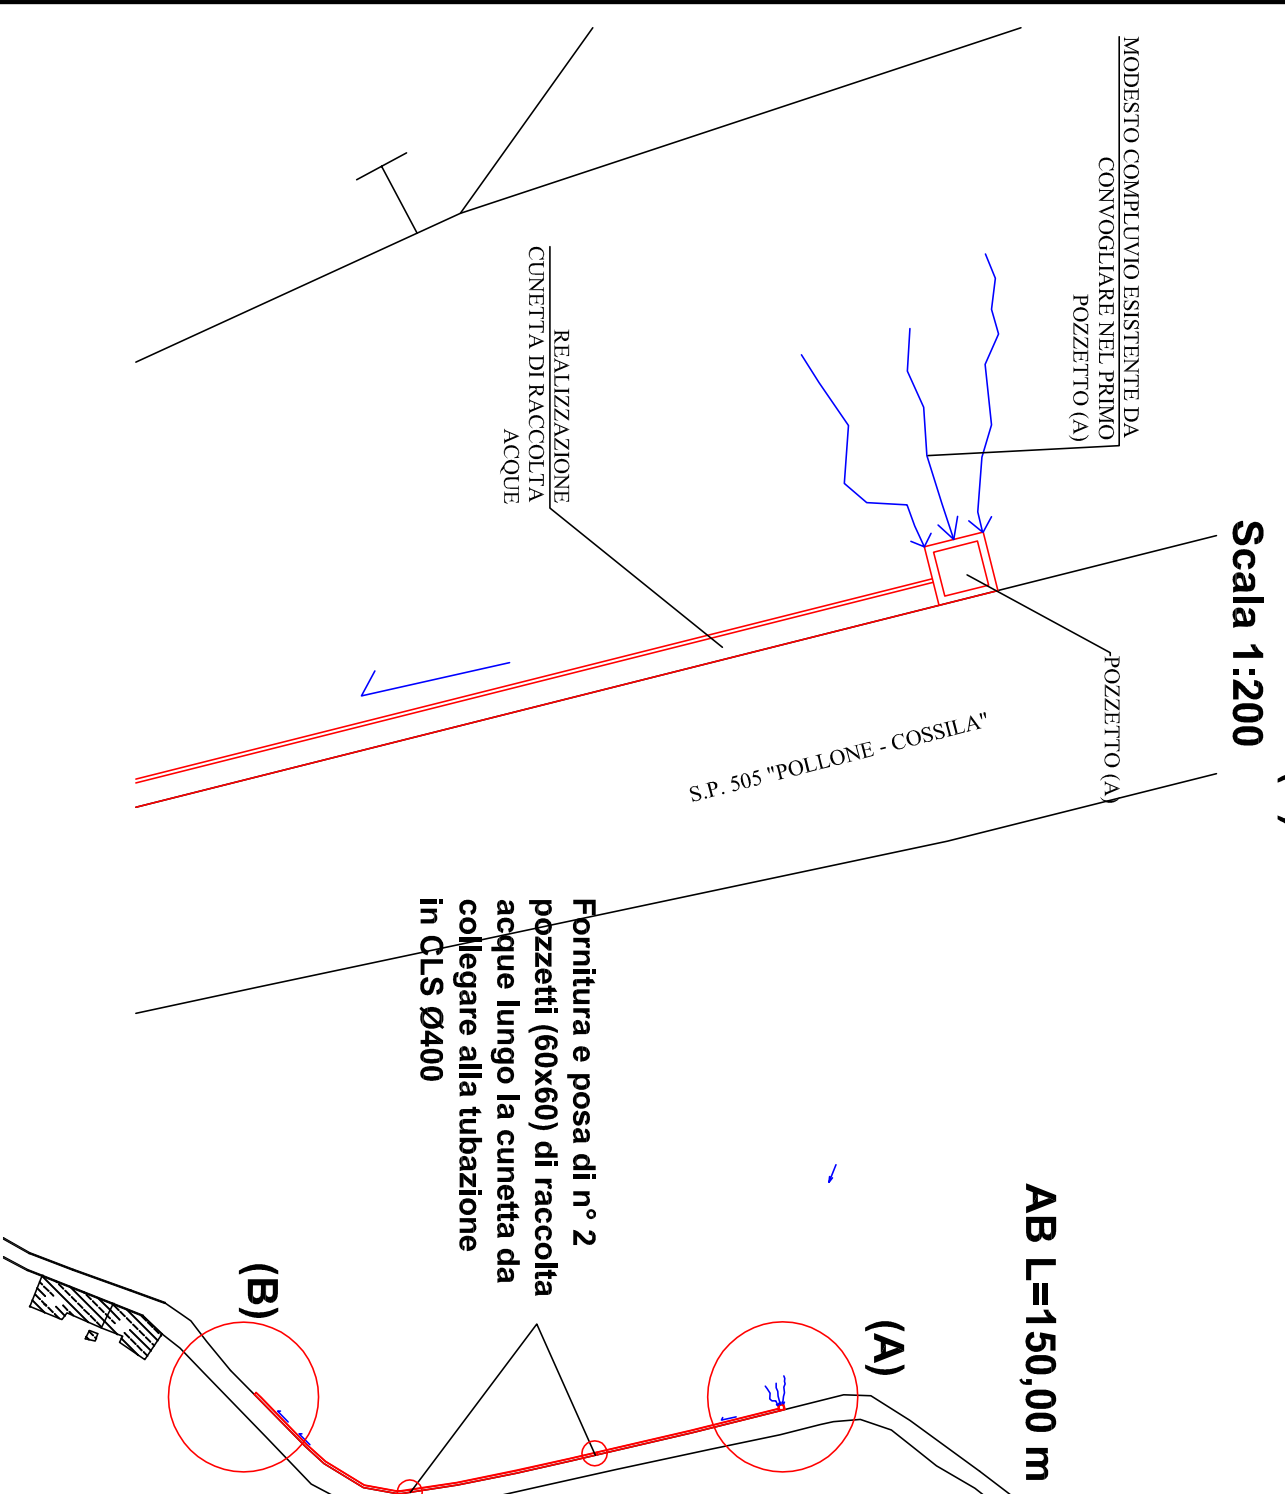 Scala 1:200
MODESTO COMPLUVIO ESISTENTE DA
CONVOGLIARE NEL PRIMO
POZZETTO (A)
POZZETTO (A)
REALIZZAZIONE
CUNETTA DI RACCOLTA
ACQUE
S.P. 505 "POLLONE - COSSILA"
AB L=150,00 m
(A)
Fornitura e posa di n° 2
pozzetti (60x60) di raccolta
acque lungo la cunetta da
collegare alla tubazione
in CLS Ø400
(B)